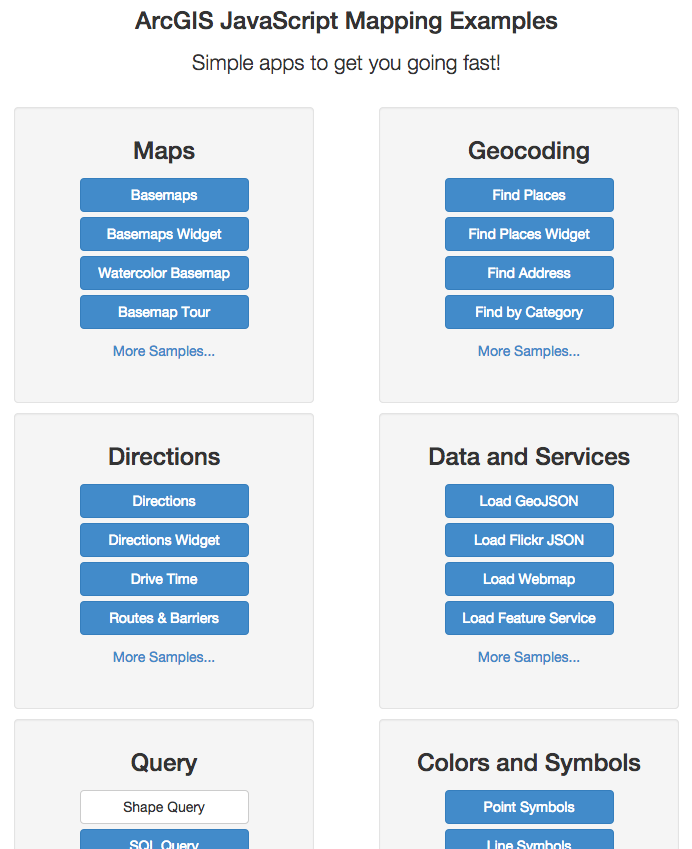 ArcGIS JavaScript Mapping Examples
Simple apps to get you going fast!
Maps
Basemaps
Basemaps Widget
Watercolor Basemap
Basemap Tour
More Samples...
Geocoding
Find Places
Find Places Widget
Find Address
Find by Category
More Samples...
Directions
Directions
Directions Widget
Drive Time
Routes & Barriers
More Samples...
Data and Services
Load GeoJSON
Load Flickr JSON
Load Webmap
Load Feature Service
More Samples...
Query
Shape Query
SQL Query
Colors and Symbols
Point Symbols
Line Symbols